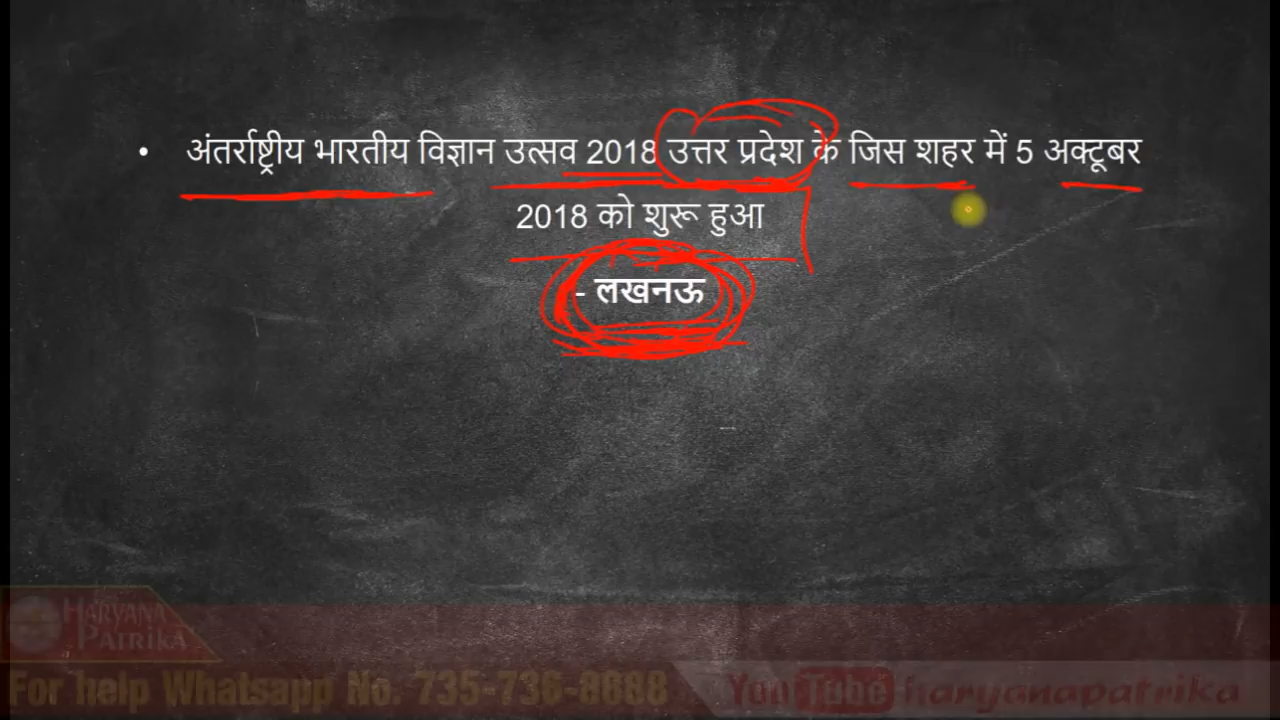 • अंतर्राष्ट्रीय भारतीय विज्ञान उत्सव 2018 उत्तर प्रदेश के जिस शहर में 5 अक्टूबर
2018 को शुरू हुआ
- लखनऊ
HARYANA
PATRIKA
For help Whatsapp No. 735-736-8688 YouTube-haryanapatrika